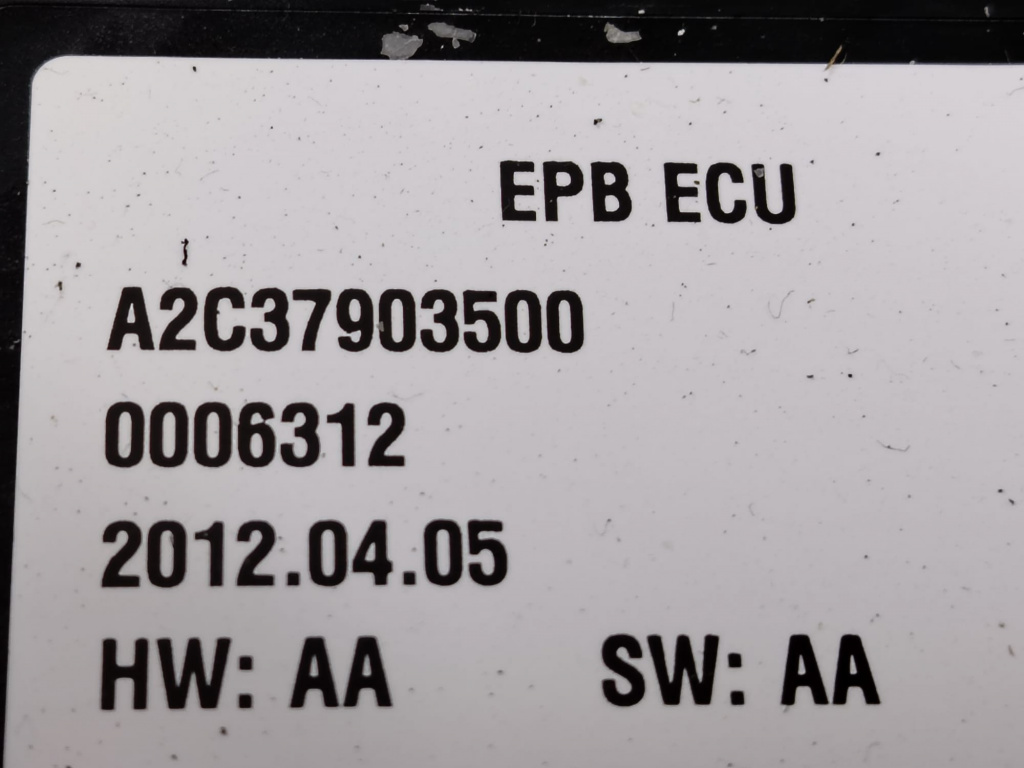 EPB ECU
A2C37903500
0006312
2012.04.05
HW: AA SW: AA